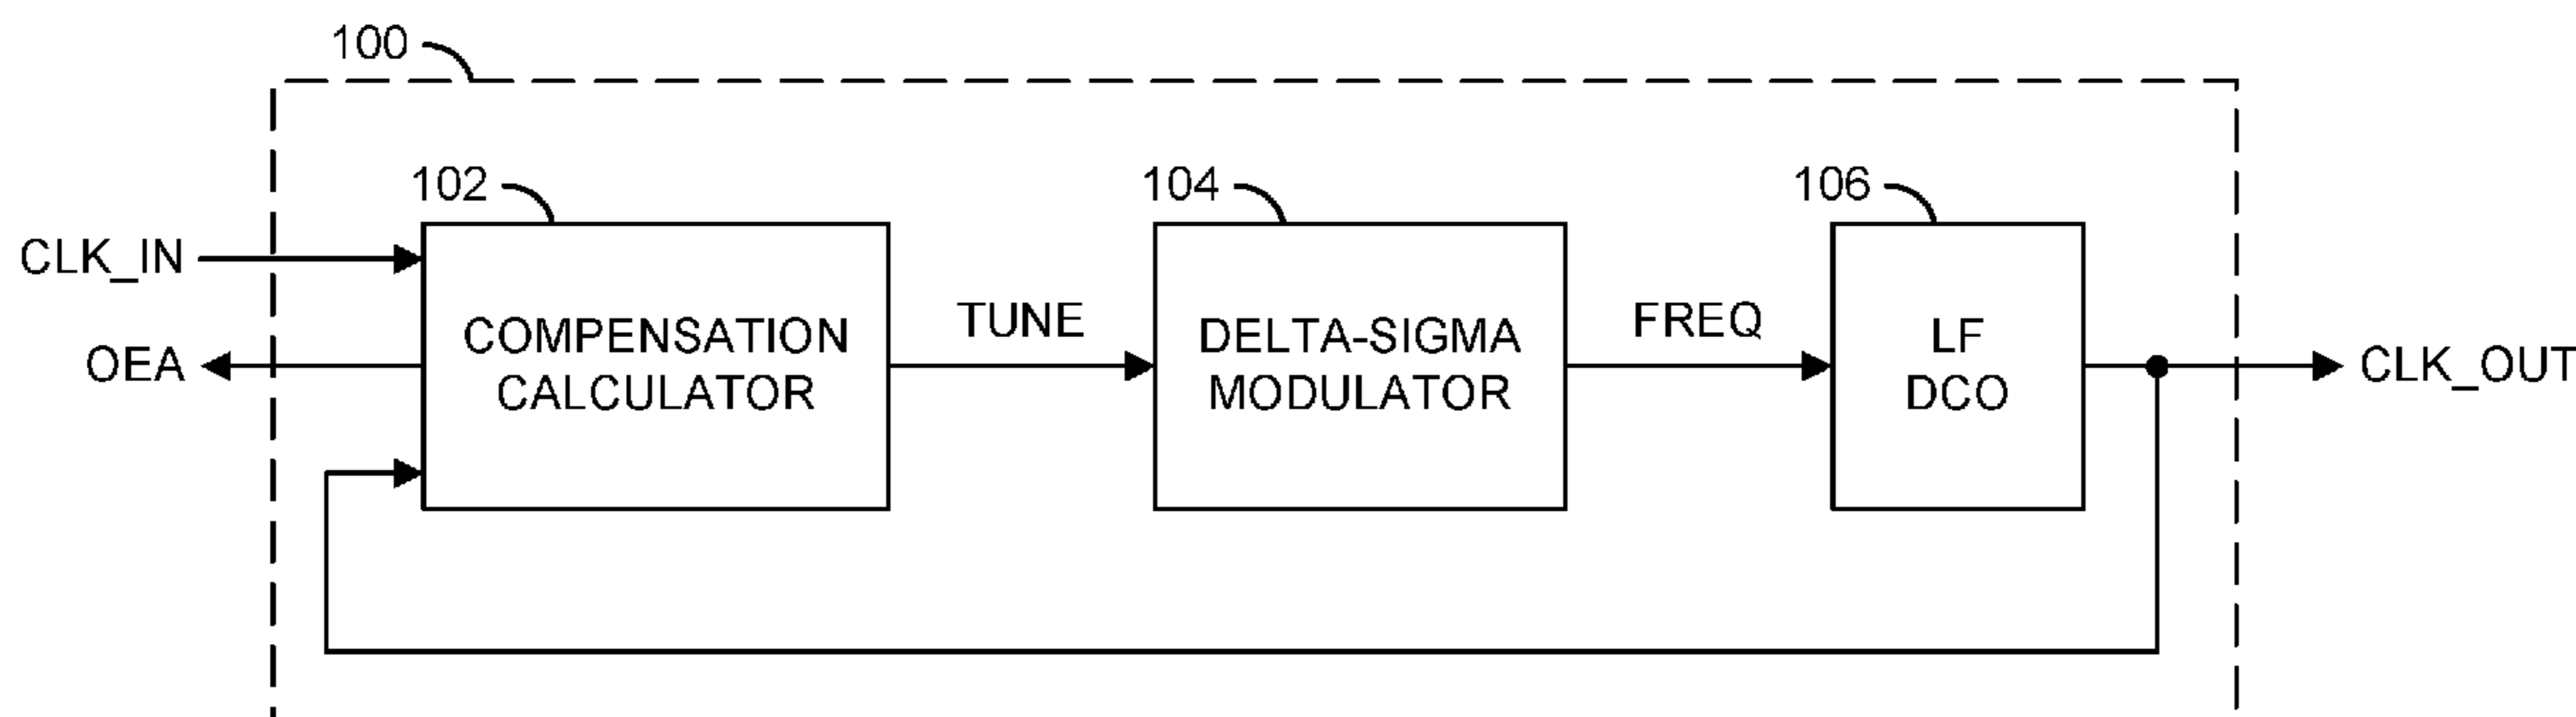 100
102
104
106
CLK_IN
OEA
COMPENSATION
CALCULATOR
TUNE
DELTA-SIGMA
MODULATOR
FREQ
LF
DCO
CLK_OUT